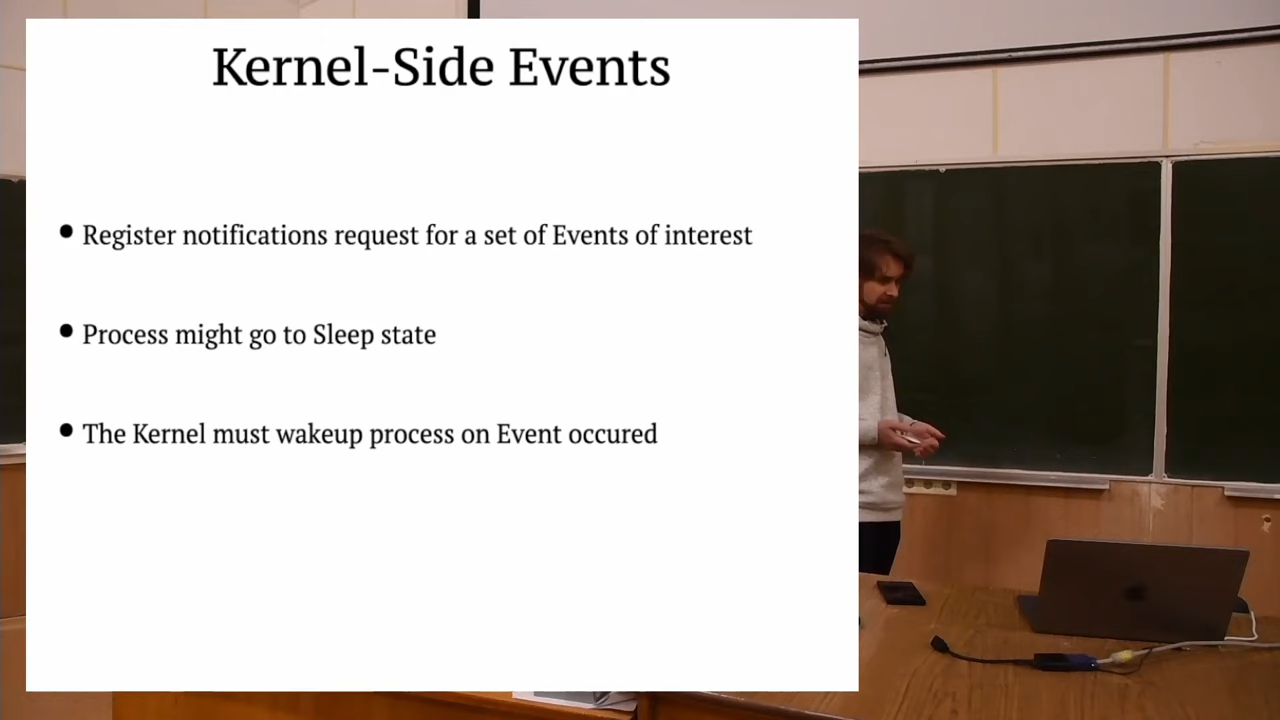 Kernel-Side Events
• Register notifications request for a set of Events of interest
• Process might go to Sleep state
• The Kernel must wakeup process on Event occured